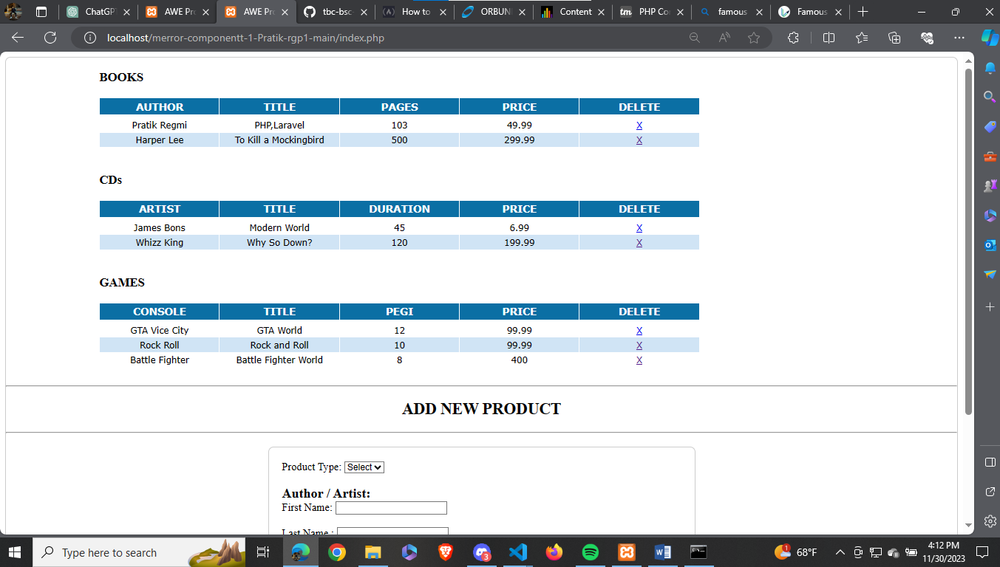 ChatGP
AWE Pr
AWE Pr
tbc-bsc
How to
ORBUN
Content
PHP Co
famous
Famous
localhost/merror-componentt-1-Pratik-rgp1-main/index.php
BOOKS
AUTHOR TITLE PAGES PRICE DELETE
Pratik Regmi PHP,Laravel 103 49.99 X
Harper Lee To Kill a Mockingbird 500 299.99 X
CDs
ARTIST TITLE DURATION PRICE DELETE
James Bons Modern World 45 6.99 X
Whizz King Why So Down? 120 199.99 X
GAMES
CONSOLE TITLE PEGI PRICE DELETE
GTA Vice City GTA World 12 99.99 X
Rock Roll Rock and Roll 10 99.99 X
Battle Fighter Battle Fighter World 8 400 X
ADD NEW PRODUCT
Product Type: Select
Author / Artist:
First Name:
Last Name :
Type here to search
68°F
4:12 PM
11/30/2023